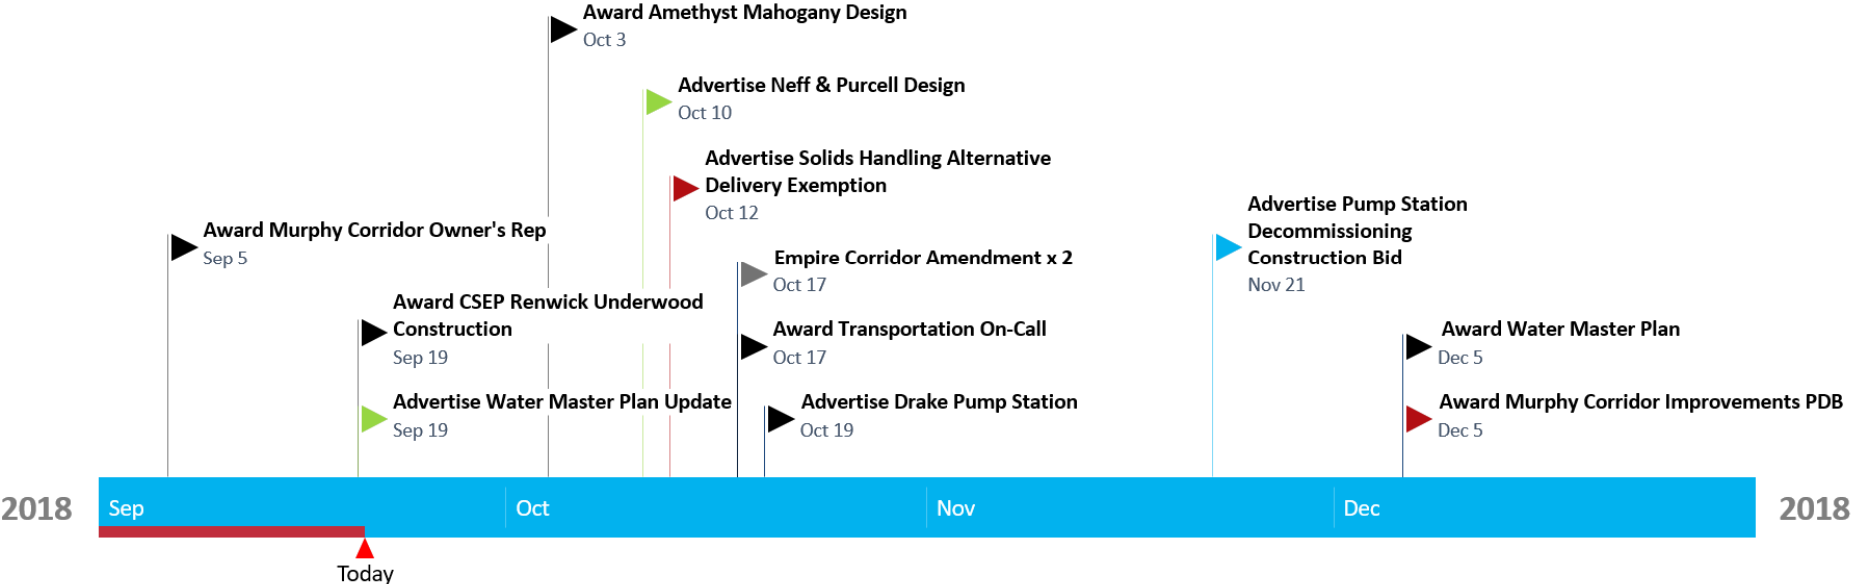 Award Amethyst Mahogany Design
Oct 3
Advertise Neff & Purcell Design
Oct 10
Advertise Solids Handling Alternative
Delivery Exemption
Oct 12
Award Murphy Corridor Owner's Rep
Sep 5
Advertise Pump Station
Decommissioning
Construction Bid
Nov 21
Empire Corridor Amendment x 2
Oct 17
Award CSEP Renwick Underwood
Construction
Sep 19
Award Transportation On-Call
Oct 17
Award Water Master Plan
Dec 5
Advertise Water Master Plan Update
Sep 19
Advertise Drake Pump Station
Oct 19
Award Murphy Corridor Improvements PDB
Dec 5
2018 Sep Oct Nov Dec 2018
Today